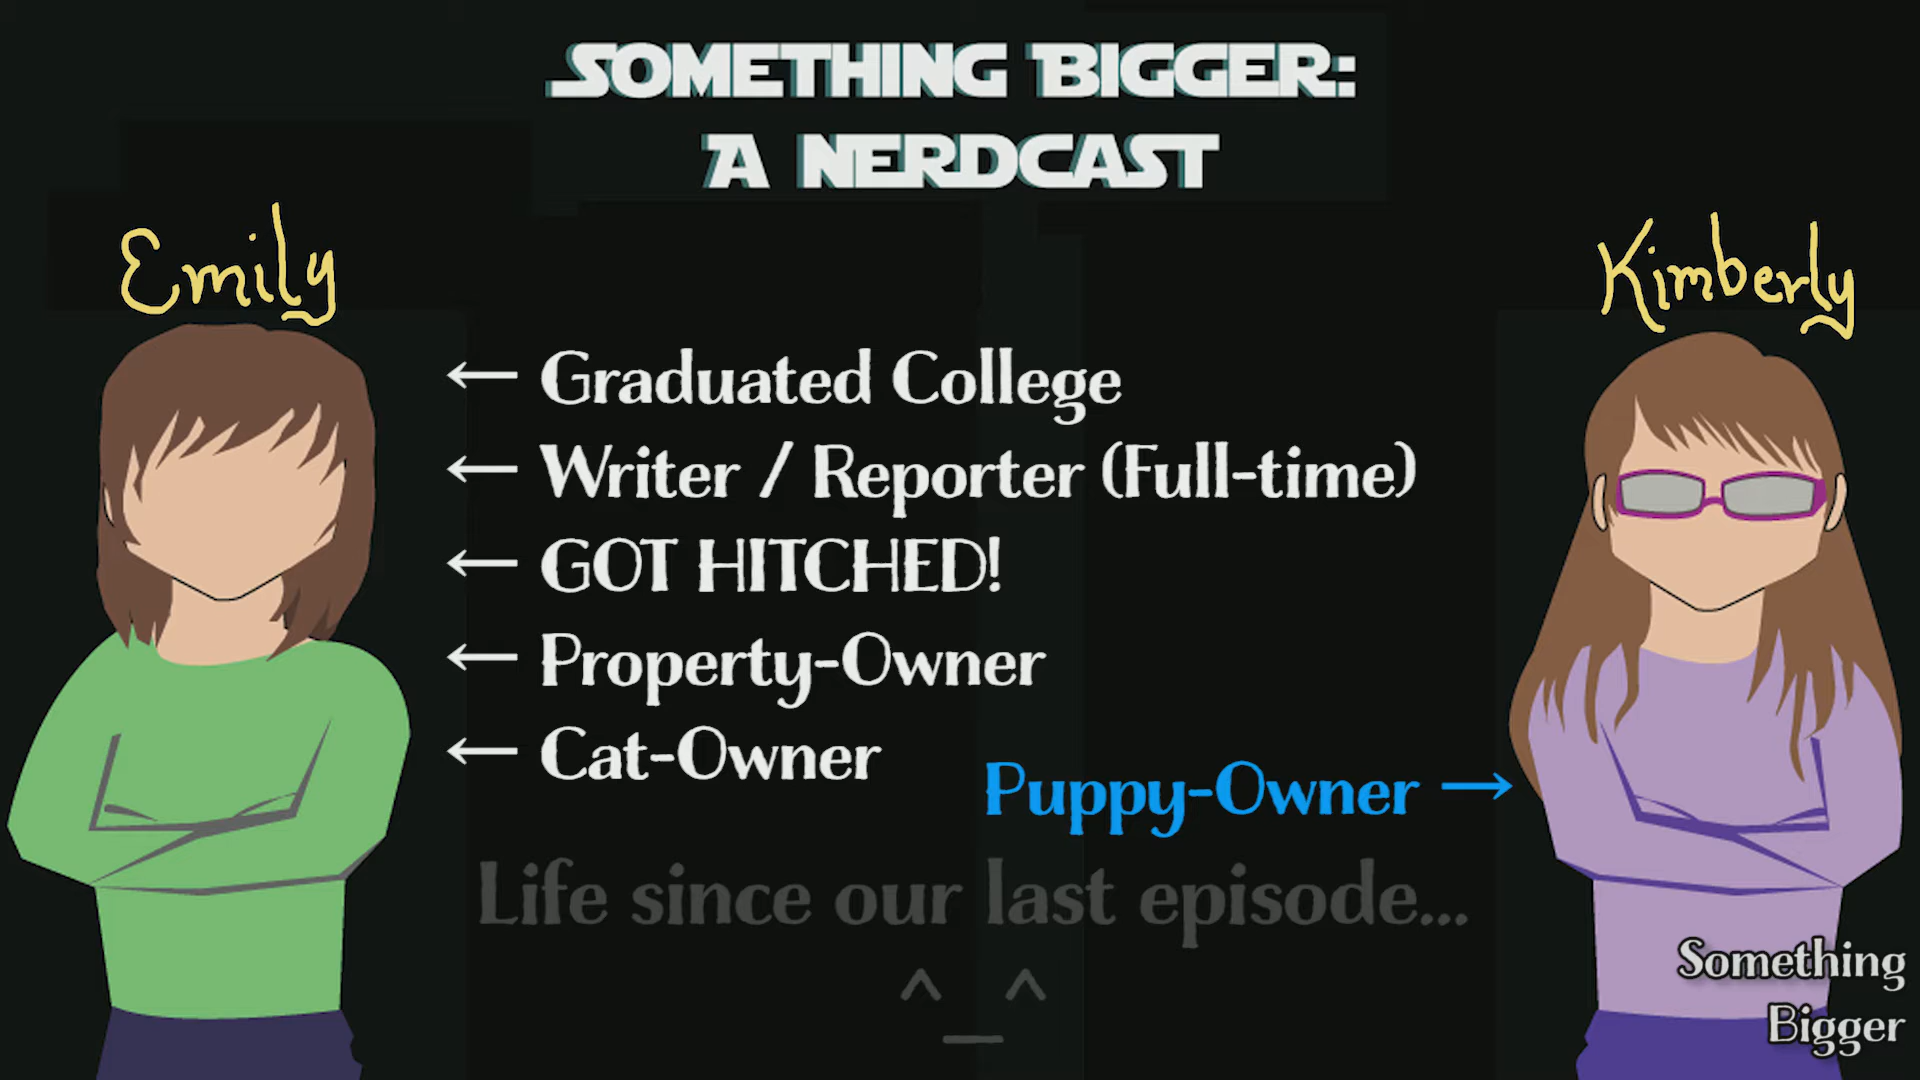 SOMETHING BIGGER:
A NERDCAST
Emily
Kimberly
← Graduated College
← Writer / Reporter (Full-time)
← GOT HITCHED!
← Property-Owner
← Cat-Owner
Puppy-Owner →
Life since our last episode...
^_^
Something
Bigger